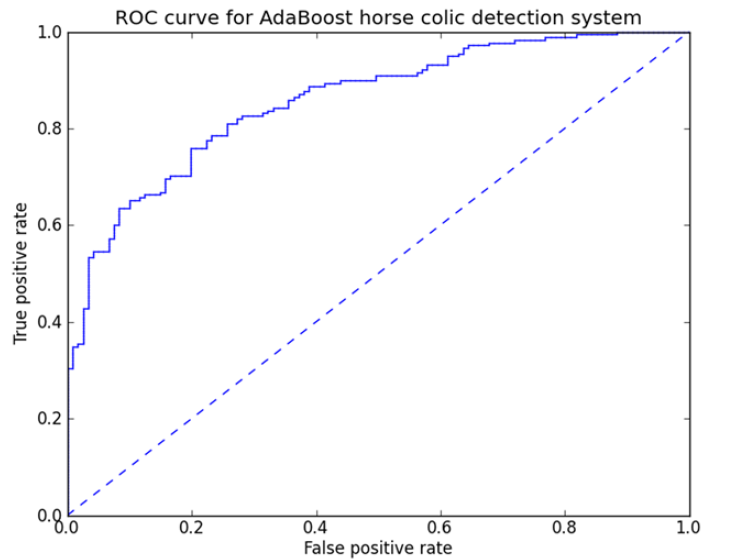 ROC curve for AdaBoost horse colic detection system
1.0
0.8
0.6
0.4
0.2
0.0
True positive rate
0.0 0.2 0.4 0.6 0.8 1.0
False positive rate